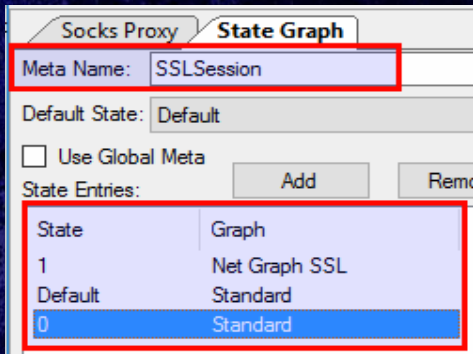 Socks Proxy State Graph
Meta Name: SSLSession
Default State: Default
Use Global Meta
State Entries: Add Remo
State Graph
1 Net Graph SSL
Default Standard
0 Standard